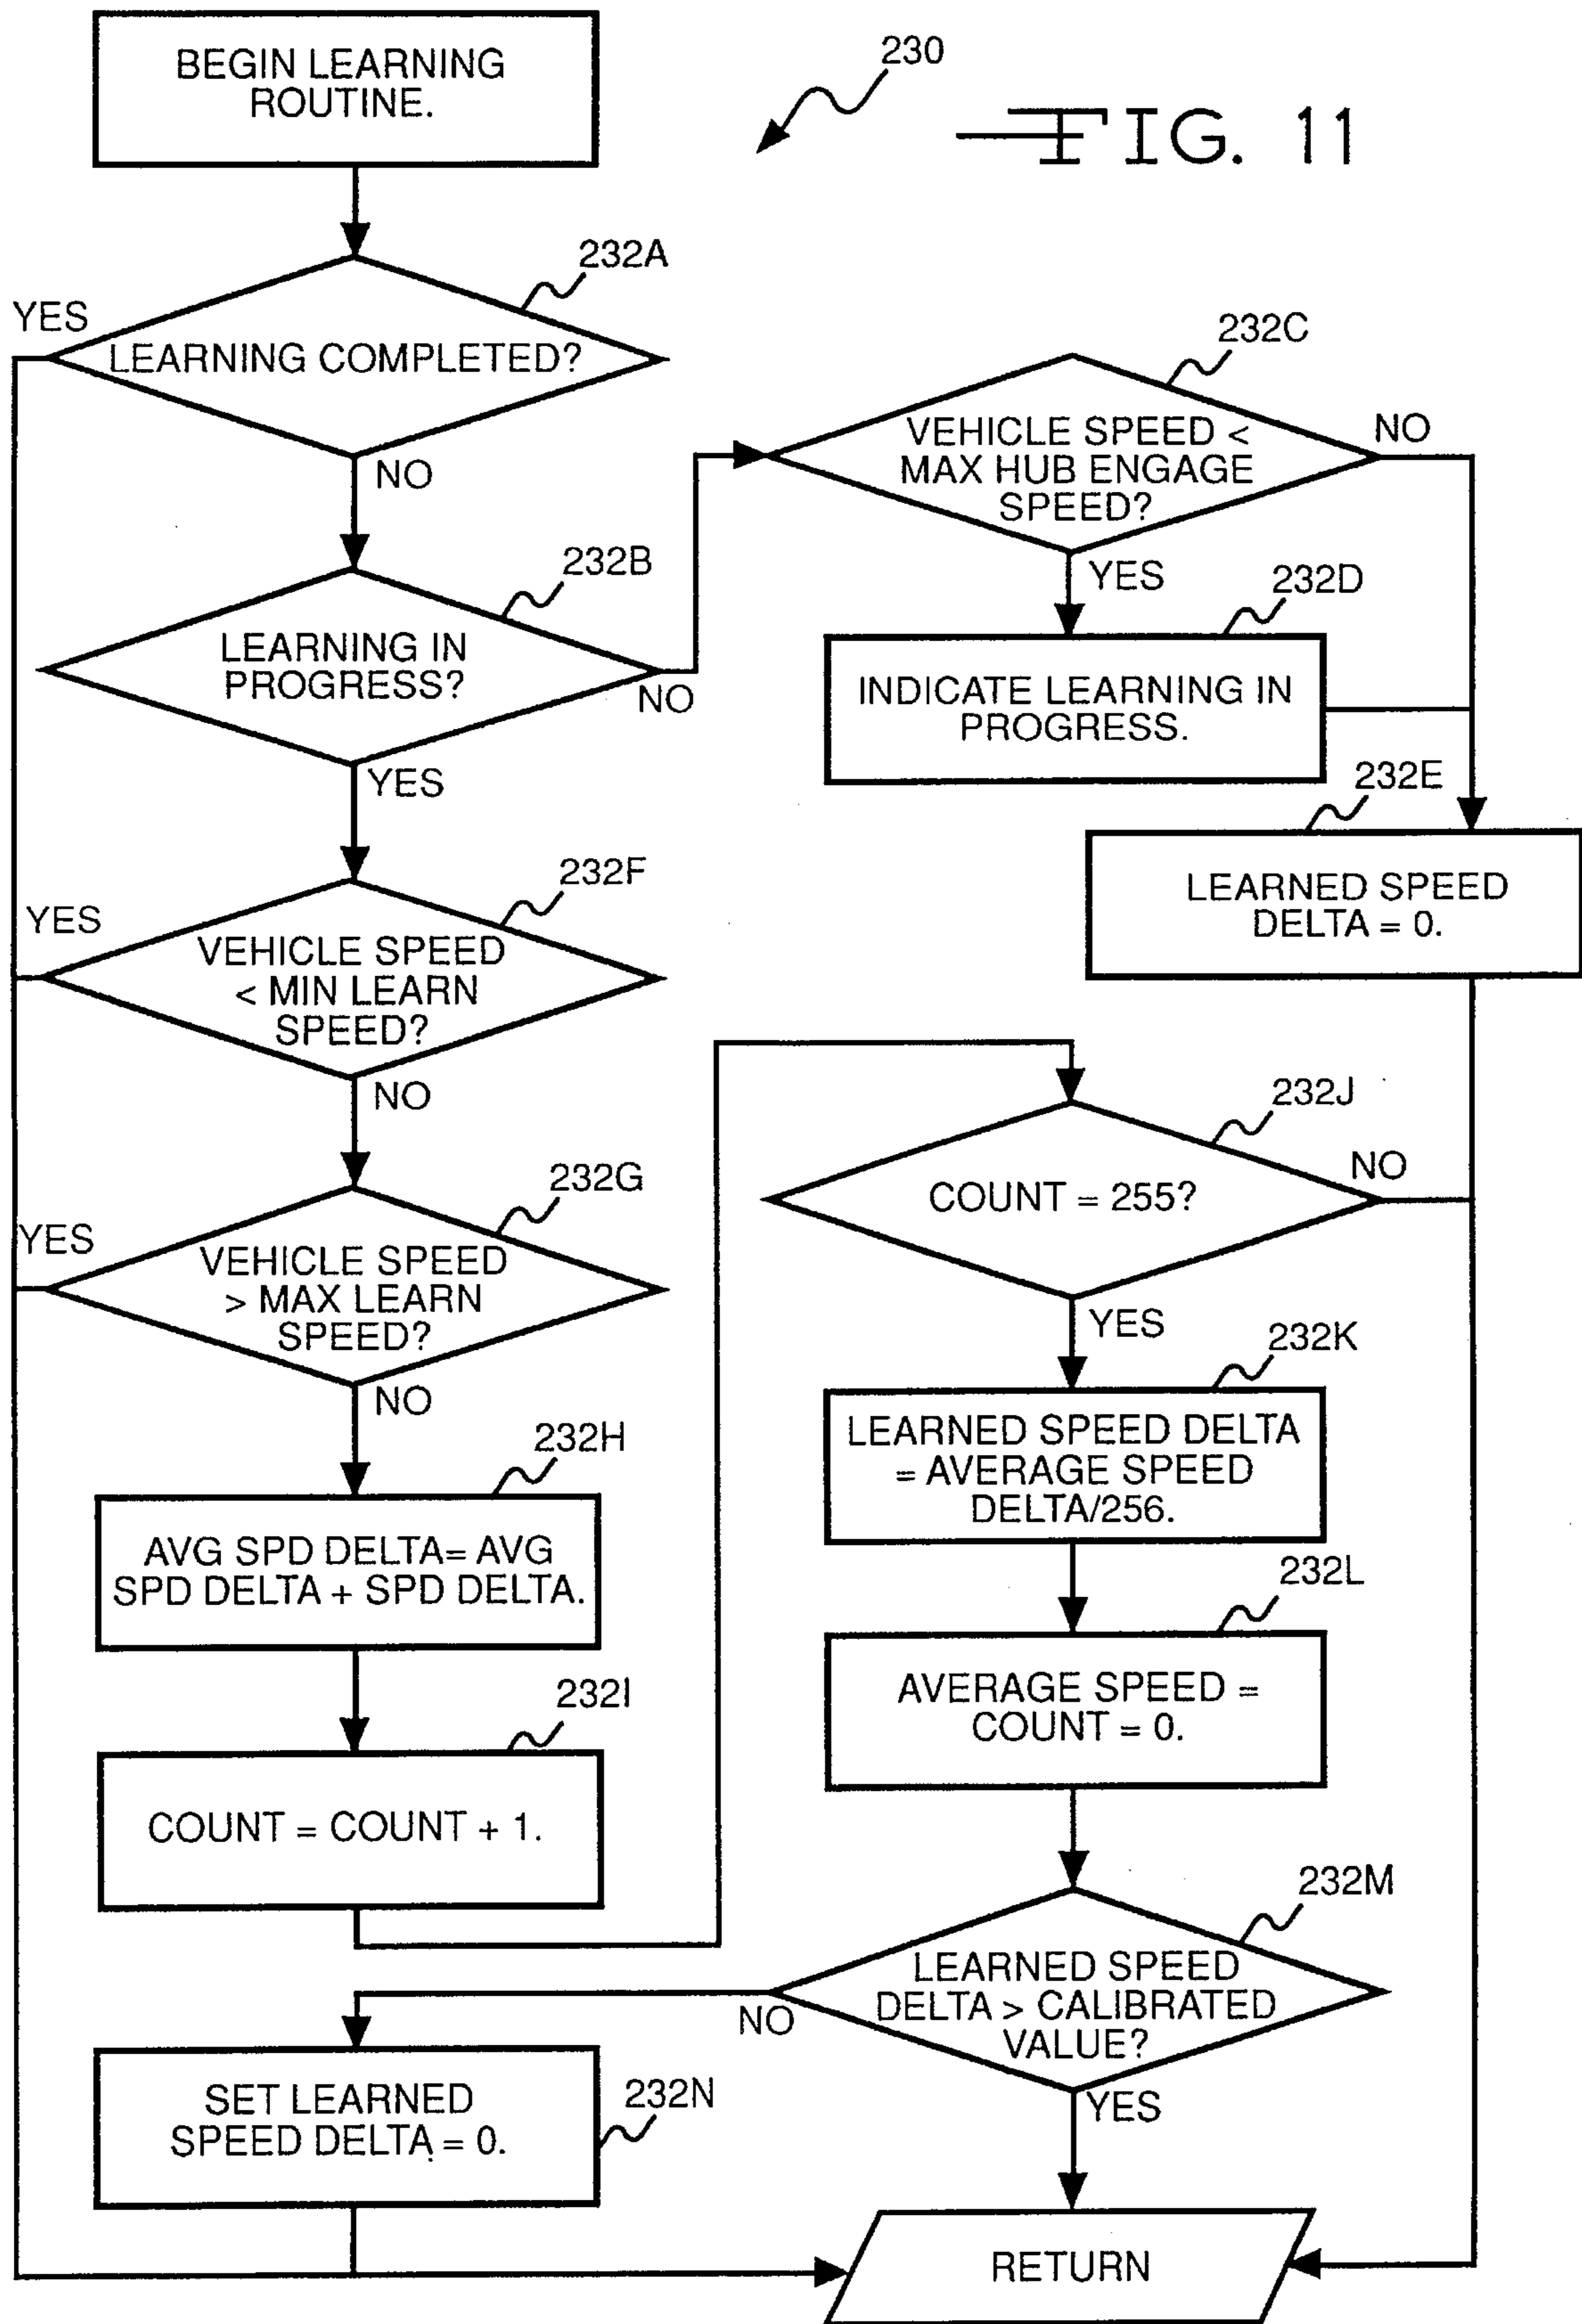 BEGIN LEARNING
ROUTINE.
230
FIG. 11
232A
YES
LEARNING COMPLETED?
NO
232B
LEARNING IN
PROGRESS?
NO
YES
232C
VEHICLE SPEED <
MAX HUB ENGAGE
SPEED?
NO
YES
232D
INDICATE LEARNING IN
PROGRESS.
232E
LEARNED SPEED
DELTA = 0.
232F
YES
VEHICLE SPEED
< MIN LEARN
SPEED?
NO
232G
YES
VEHICLE SPEED
> MAX LEARN
SPEED?
NO
232H
AVG SPD DELTA= AVG
SPD DELTA + SPD DELTA.
232I
COUNT = COUNT + 1.
232J
COUNT = 255?
NO
YES
232K
LEARNED SPEED DELTA
= AVERAGE SPEED
DELTA/256.
232L
AVERAGE SPEED =
COUNT = 0.
232M
LEARNED SPEED
DELTA > CALIBRATED
VALUE?
NO
YES
SET LEARNED
SPEED DELTA = 0.
232N
RETURN